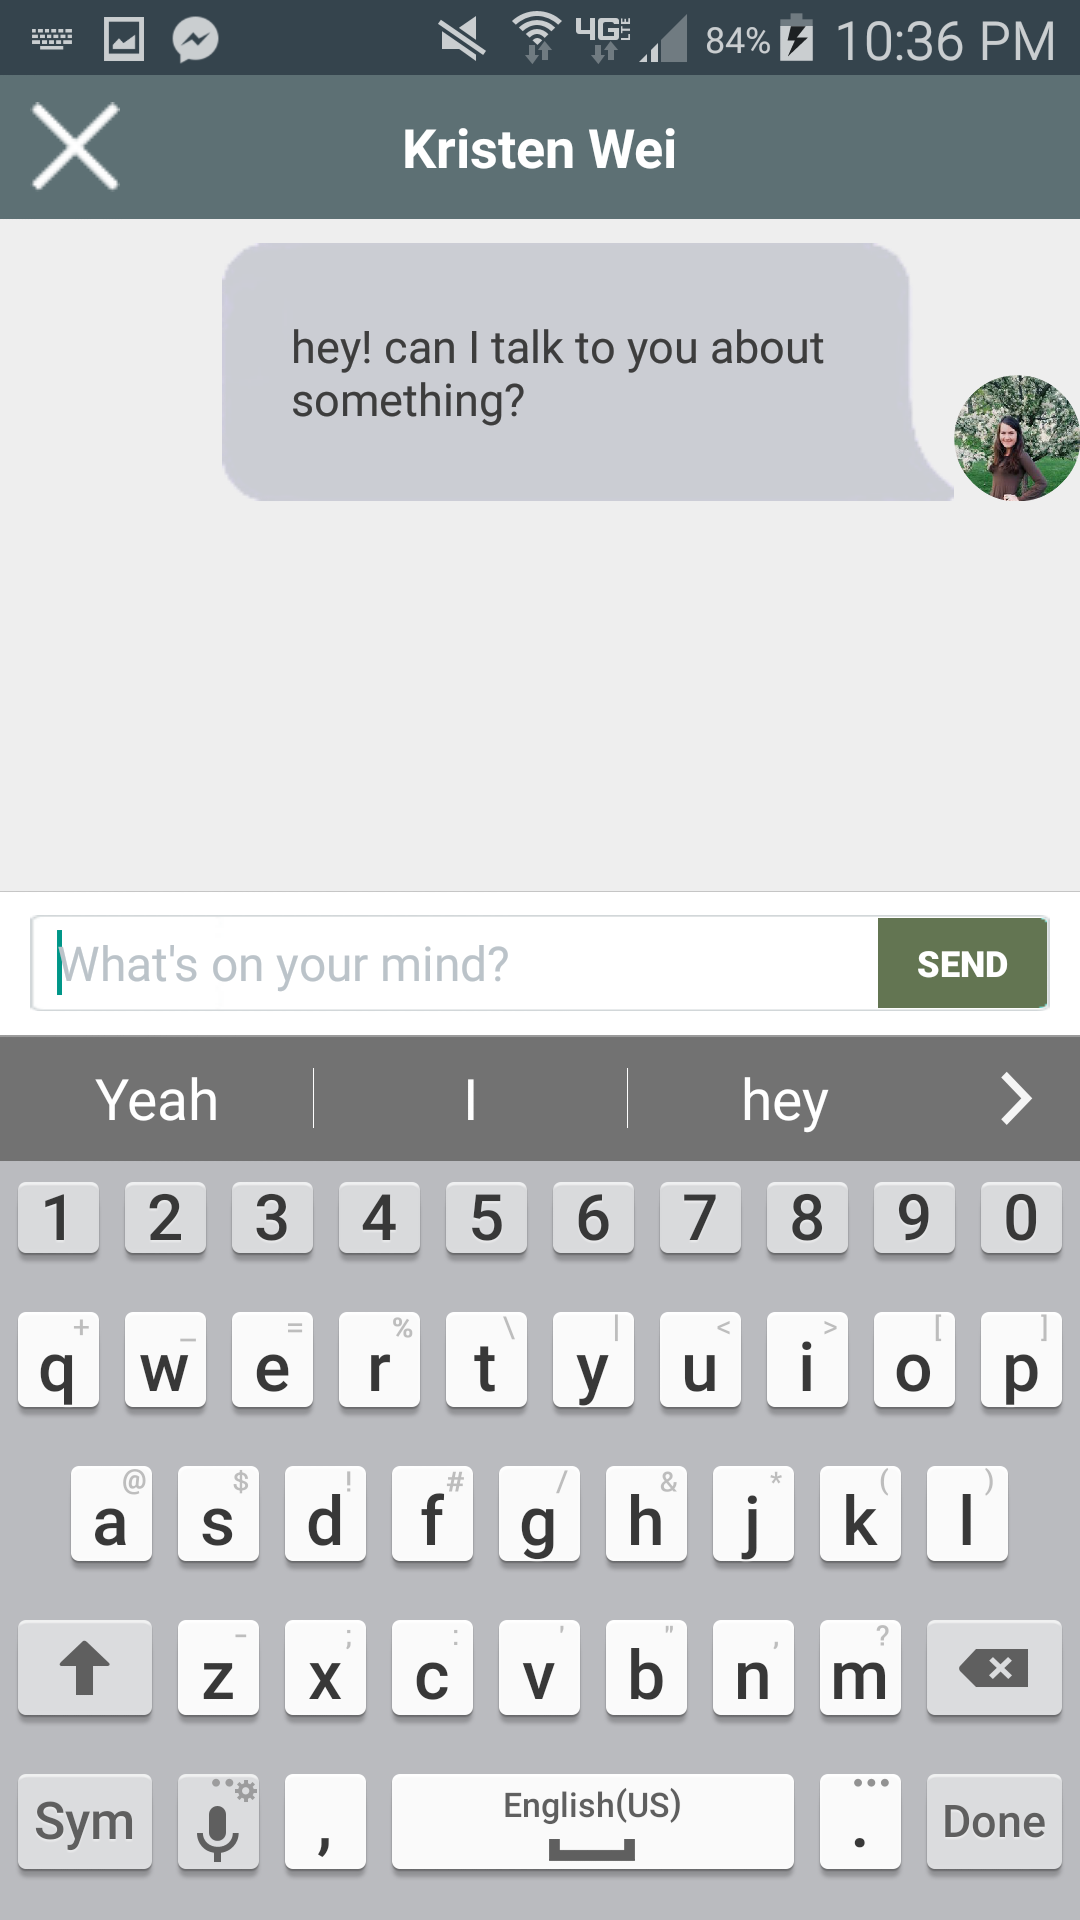 4G LTE 84% 10:36 PM
Kristen Wei
hey! can I talk to you about
something?
What's on your mind?
SEND
Yeah I hey
1 2 3 4 5 6 7 8 9 0
+ _ = % \ | < > [ ]
q w e r t y u i o p
@ $ ! # / & * ( )
a s d f g h j k l
- ; : ' " , ?
z x c v b n m
Sym , English(US) . Done